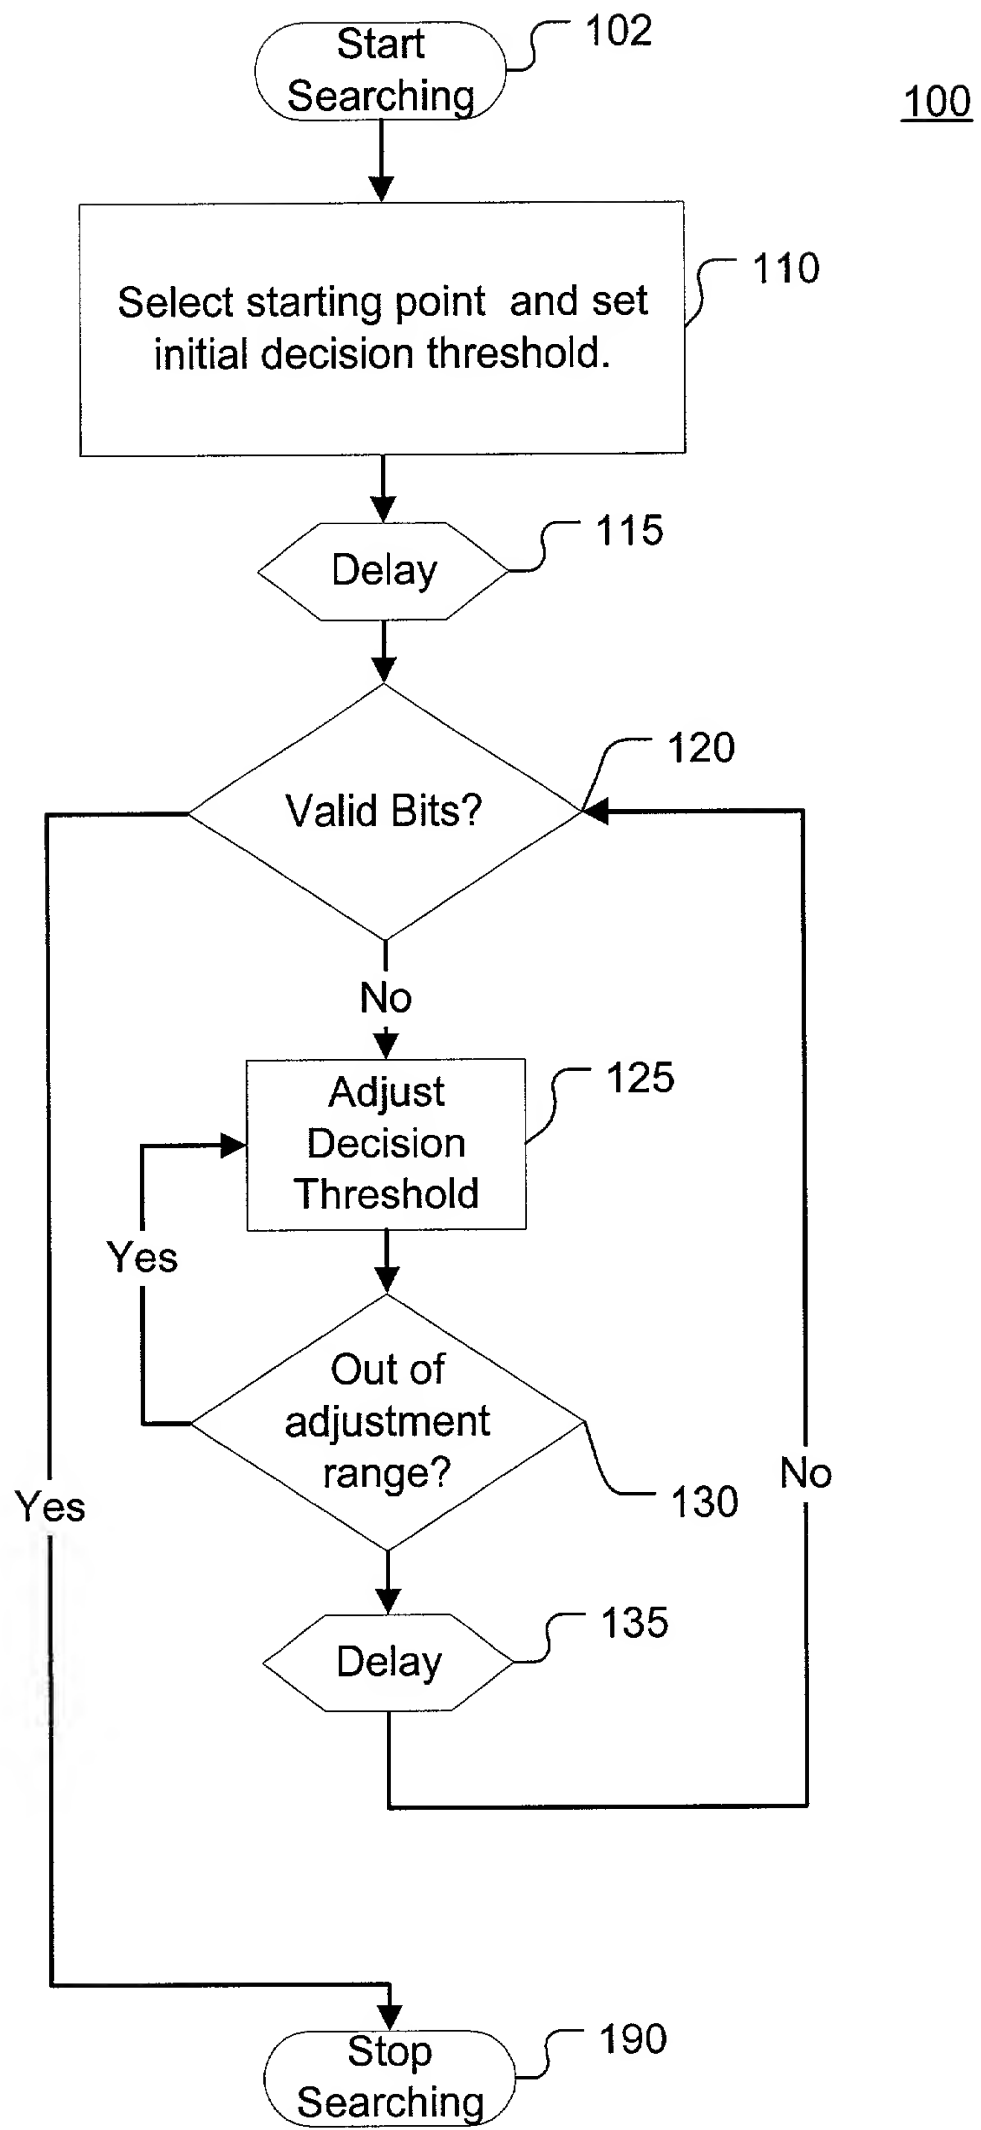 Start
Searching
102
100
Select starting point and set
initial decision threshold.
110
Delay
115
Valid Bits?
120
No
Adjust
Decision
Threshold
125
Yes
Out of
adjustment
range?
130
No
Yes
Delay
135
Stop
Searching
190